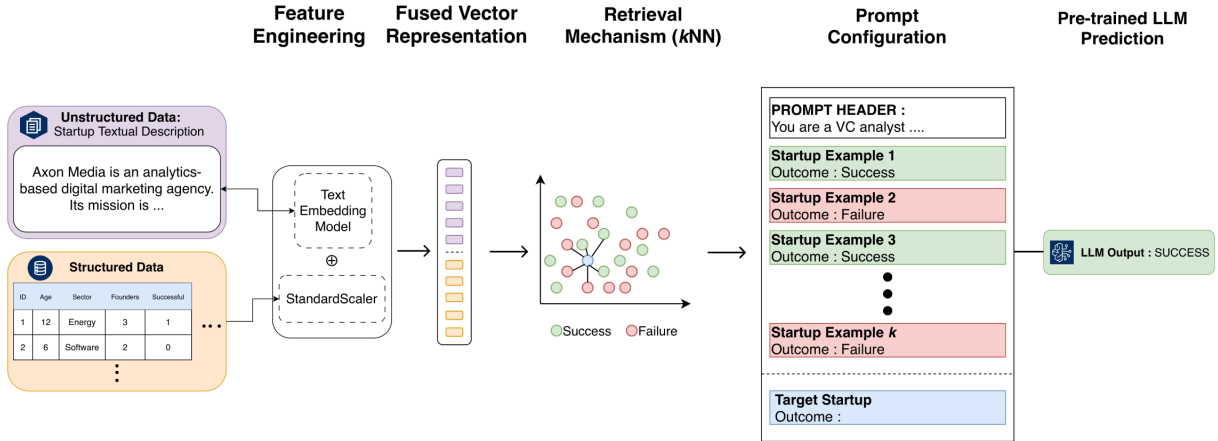 Feature
Engineering
Fused Vector
Representation
Retrieval
Mechanism (kNN)
Prompt
Configuration
Pre-trained LLM
Prediction
Unstructured Data:
Startup Textual Description
Axon Media is an analytics-
based digital marketing agency.
Its mission is ...
Structured Data
ID Age Sector Founders Successful
1 12 Energy 3 1
2 6 Software 2 0
Text
Embedding
Model
⊕
StandardScaler
Success Failure
PROMPT HEADER :
You are a VC analyst ....
Startup Example 1
Outcome : Success
Startup Example 2
Outcome : Failure
Startup Example 3
Outcome : Success
Startup Example k
Outcome : Failure
Target Startup
Outcome :
LLM Output : SUCCESS